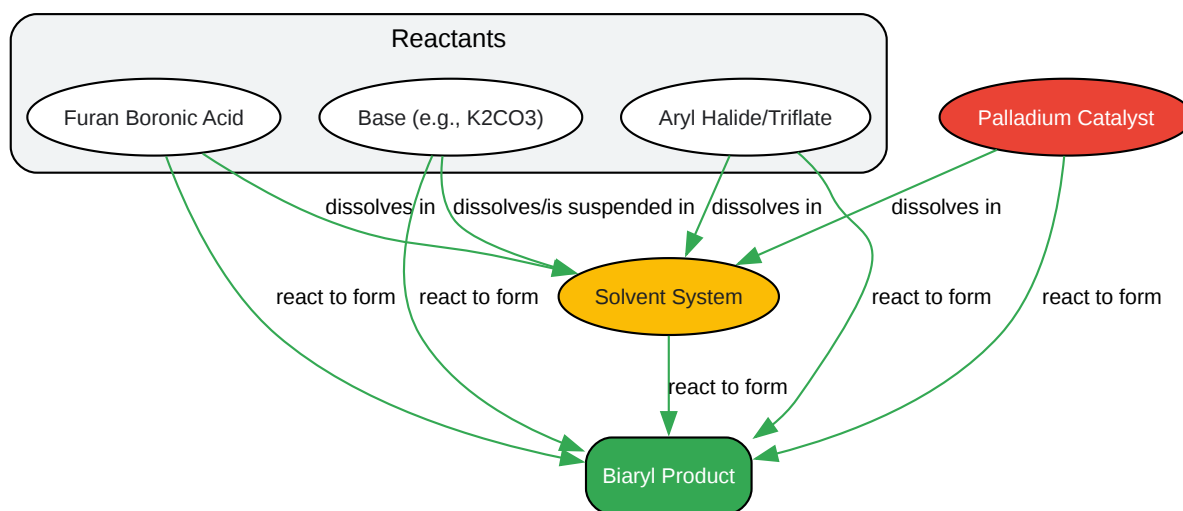 Reactants
Furan Boronic Acid
Base (e.g., K2CO3)
Aryl Halide/Triflate
Palladium Catalyst
dissolves in
dissolves/is suspended in
dissolves in
dissolves in
react to form
react to form
Solvent System
react to form
react to form
react to form
Biaryl Product